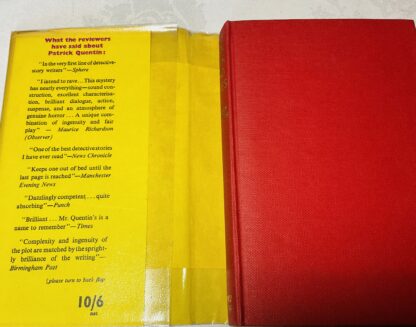 What the reviewers
have said about
Patrick Quentin:
"In the very first line of detective-
story writers"—Sphere
"I intend to rave... This mystery
has nearly everything—sound con-
struction, excellent characterisa-
tion, brilliant dialogue, action,
suspense, and an atmosphere of
genuine horror... A unique com-
bination of ingenuity and fair
play" — Maurice Richardson
(Observer)
"One of the best detective stories
I have ever read"—News Chronicle
"Keeps one out of bed until the
last page is reached"—Manchester
Evening News
"Dazzlingly competent... quite
absorbing"—Punch
"Brilliant... Mr. Quentin's is a
name to remember"—Times
"Complexity and ingenuity of
the plot are matched by the spright-
ly brilliance of the writing"—
Birmingham Post
(please turn to back flap
10/6
net